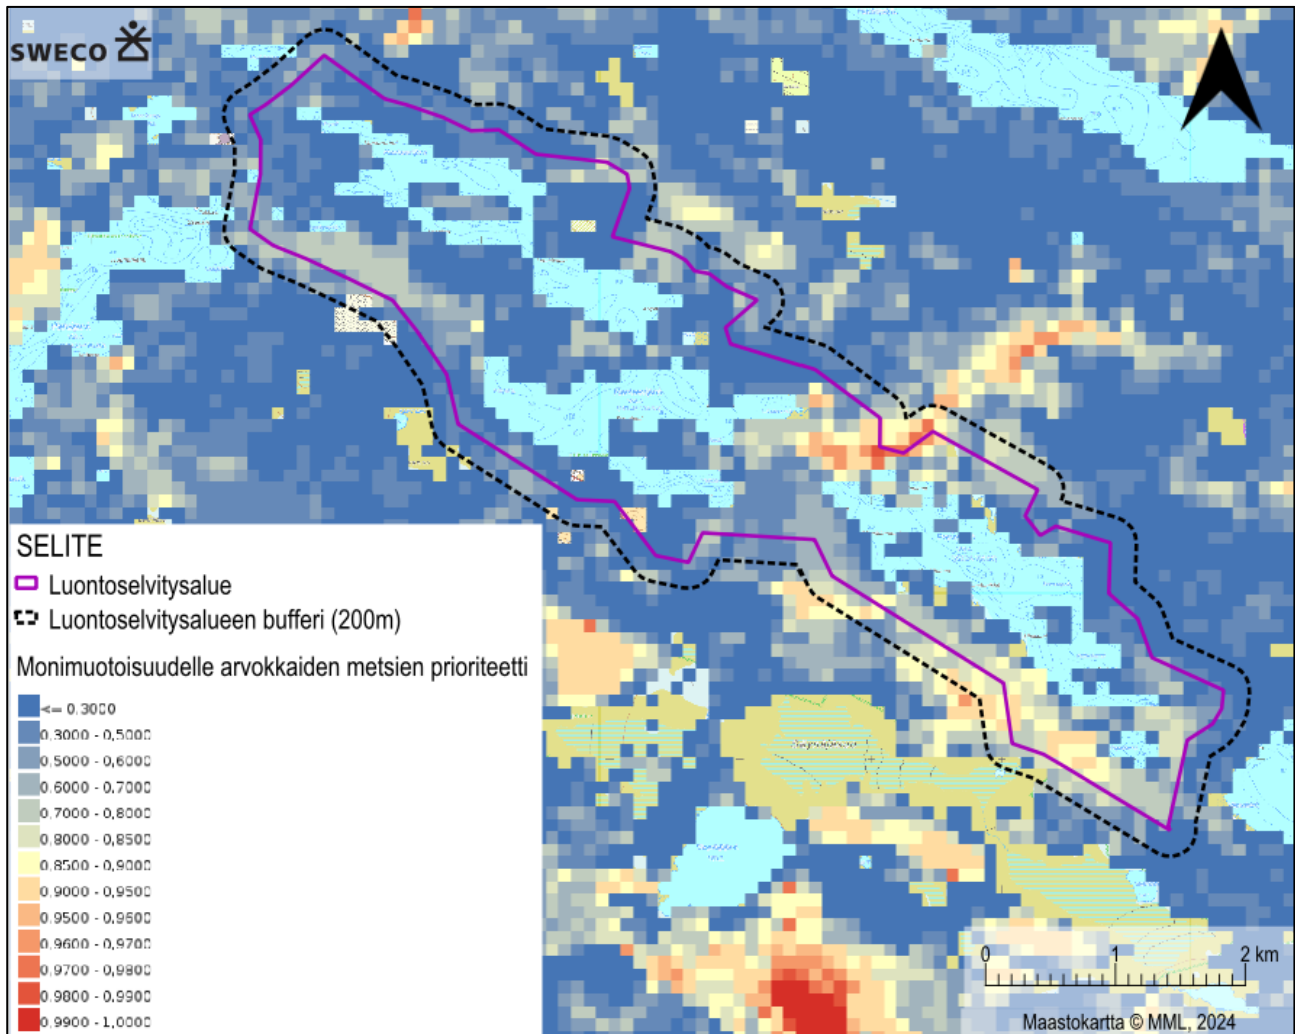 SWECO
SELITE
Luontoselvitysalue
Luontoselvitysalueen bufferi (200m)
Monimuotoisuudelle arvokkaiden metsien prioriteetti
<= 0.3000
0,3000 - 0,5000
0,5000 - 0,6000
0,6000 - 0,7000
0,7000 - 0,8000
0,8000 - 0,8500
0,8500 - 0,9000
0,9000 - 0,9500
0,9500 - 0,9600
0,9600 - 0,9700
0,9700 - 0,9800
0,9800 - 0,9900
0,9900 - 1,0000
0 1 2 km
Maastokartta © MML, 2024